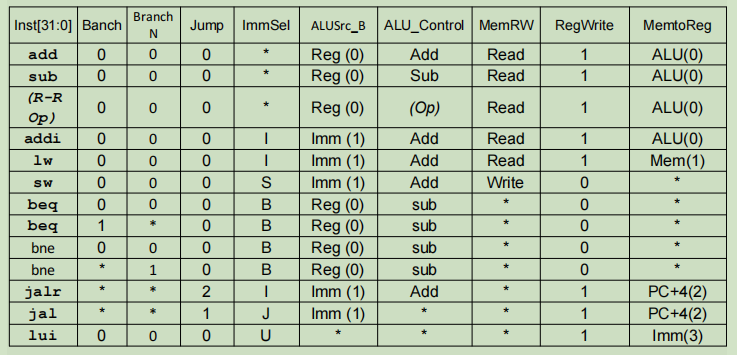 Inst[31:0] Banch Branch N Jump ImmSel ALUSrc_B ALU_Control MemRW RegWrite MemtoReg
add 0 0 0 * Reg (0) Add Read 1 ALU(0)
sub 0 0 0 * Reg (0) Sub Read 1 ALU(0)
(R-R Op) 0 0 0 * Reg (0) (Op) Read 1 ALU(0)
addi 0 0 0 I Imm (1) Add Read 1 ALU(0)
lw 0 0 0 I Imm (1) Add Read 1 Mem(1)
sw 0 0 0 S Imm (1) Add Write 0 *
beq 0 0 0 B Reg (0) sub * 0 *
beq 1 * 0 B Reg (0) sub * 0 *
bne 0 0 0 B Reg (0) sub * 0 *
bne * 1 0 B Reg (0) sub * 0 *
jalr * * 2 I Imm (1) Add * 1 PC+4(2)
jal * * 1 J Imm (1) * * 1 PC+4(2)
lui 0 0 0 U * * * 1 Imm(3)